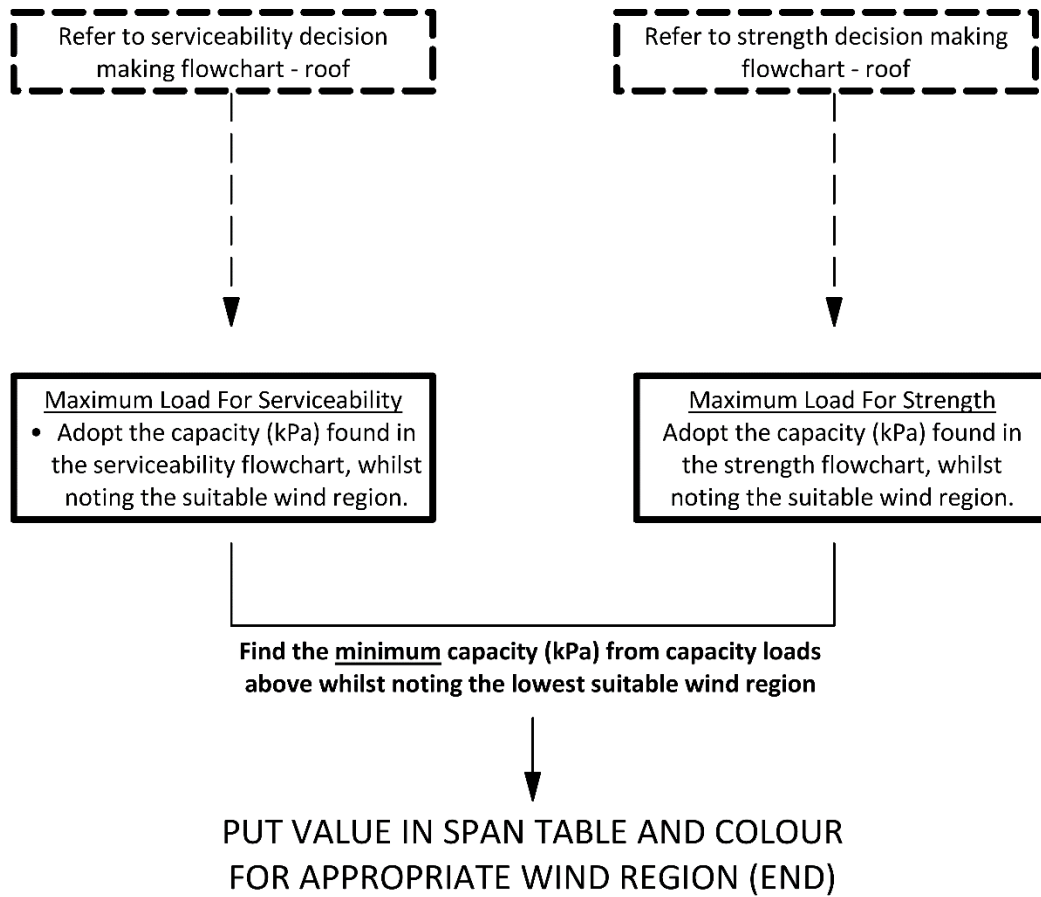 Refer to serviceability decision
making flowchart - roof
Refer to strength decision making
flowchart - roof
Maximum Load For Serviceability
• Adopt the capacity (kPa) found in
the serviceability flowchart, whilst
noting the suitable wind region.
Maximum Load For Strength
Adopt the capacity (kPa) found in
the strength flowchart, whilst
noting the suitable wind region.
Find the minimum capacity (kPa) from capacity loads
above whilst noting the lowest suitable wind region
PUT VALUE IN SPAN TABLE AND COLOUR
FOR APPROPRIATE WIND REGION (END)